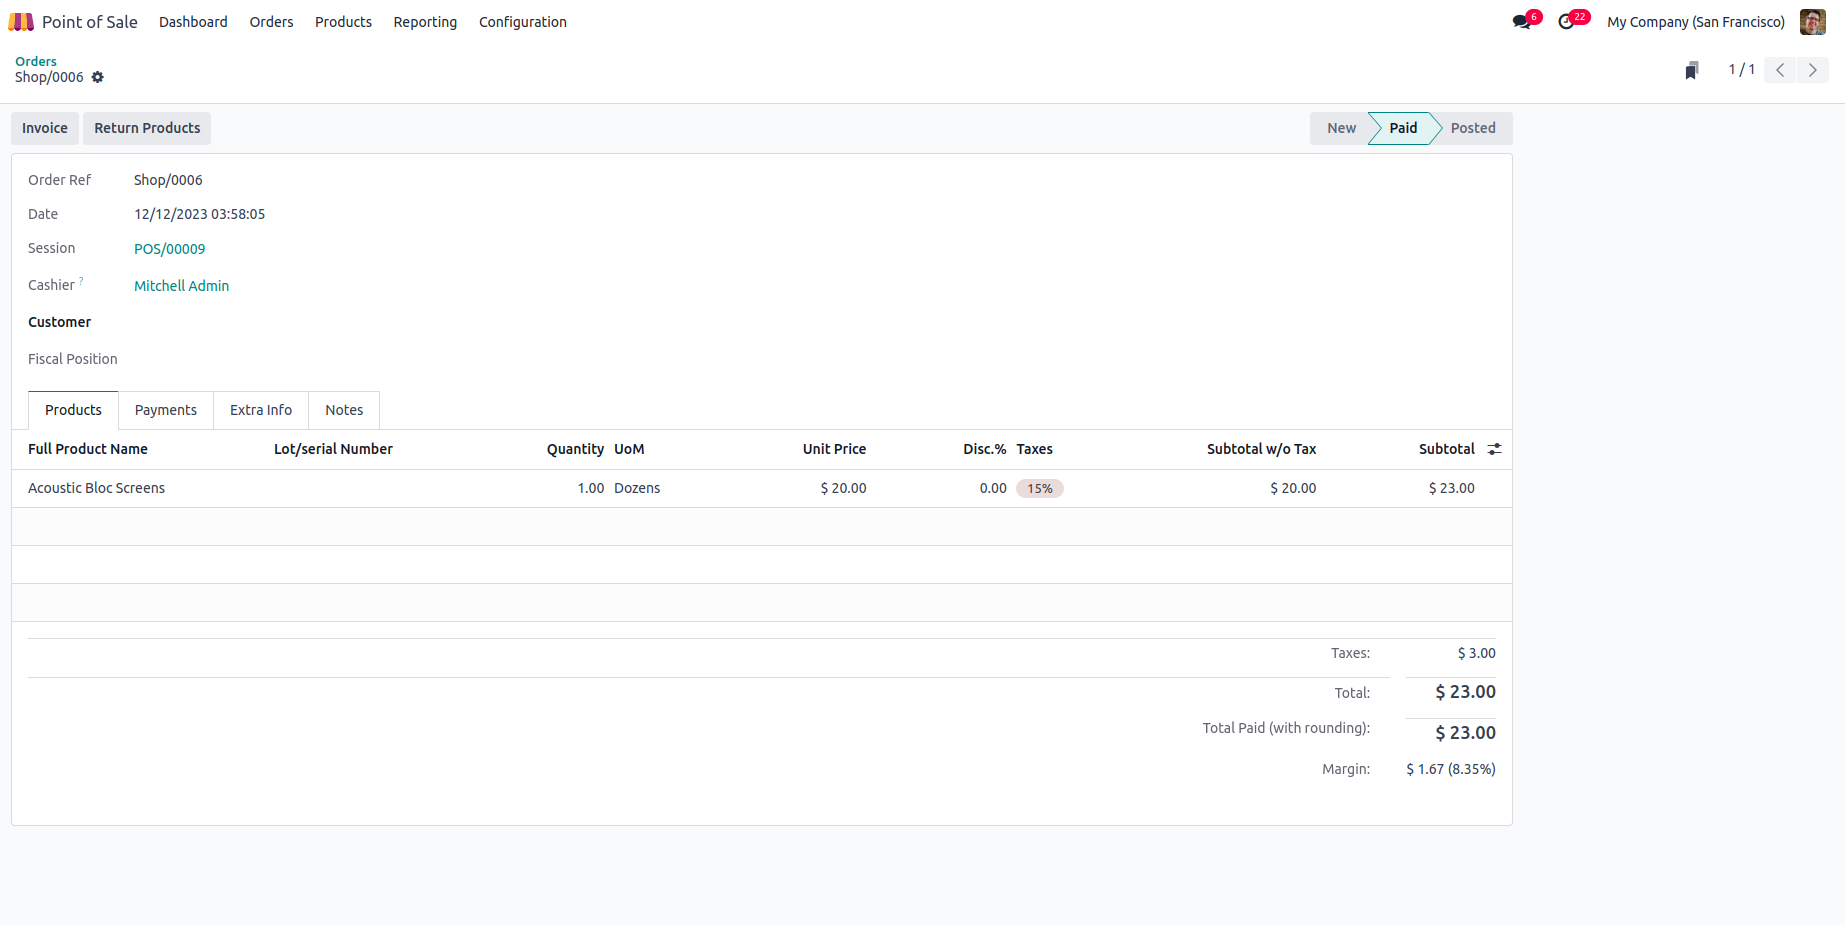 Point of Sale Dashboard Orders Products Reporting Configuration 6 22 My Company (San Francisco)
Orders
Shop/0006 1 / 1
Invoice Return Products New Paid Posted
Order Ref Shop/0006
Date 12/12/2023 03:58:05
Session POS/00009
Cashier ? Mitchell Admin
Customer
Fiscal Position
Products Payments Extra Info Notes
Full Product Name Lot/serial Number Quantity UoM Unit Price Disc.% Taxes Subtotal w/o Tax Subtotal
Acoustic Bloc Screens 1.00 Dozens $ 20.00 0.00 15% $ 20.00 $ 23.00
Taxes: $ 3.00
Total: $ 23.00
Total Paid (with rounding): $ 23.00
Margin: $ 1.67 (8.35%)